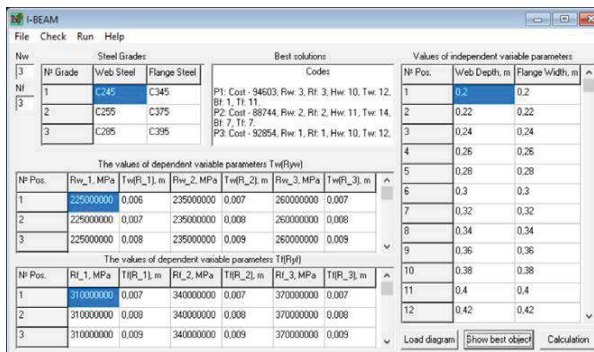 I-BEAM
File Check Run Help
Nw
3
Nf
3
Steel Grades
№ Grade Web Steel Flange Steel
1 C245 C345
2 C255 C375
3 C285 C395
Best solutions
Codes
P1: Cost - 94603, Rw: 3, Rf: 3, Hw: 10, Tw: 12,
Bf: 1, Tf: 11.
P2: Cost - 88744, Rw: 2, Rf: 2, Hw: 11, Tw: 14,
Bf: 7, Tf: 7.
P3: Cost - 92854, Rw: 1, Rf: 1, Hw: 10, Tw: 12,
The values of dependent variable parameters Tw(Ryw)
№ Pos. Rw_1, MPa Tw(R_1), m Rw_2, MPa Tw(R_2), m Rw_3, MPa Tw(R_3), m
1 225000000 0,006 235000000 0,007 260000000 0,007
2 225000000 0,007 235000000 0,008 260000000 0,008
3 225000000 0,008 235000000 0,009 260000000 0,009
The values of dependent variable parameters Tf(Ryf)
№ Pos. Rf_1, MPa Tf(R_1), m Rf_2, MPa Tf(R_2), m Rf_3, MPa Tf(R_3), m
1 310000000 0,007 340000000 0,007 370000000 0,007
2 310000000 0,008 340000000 0,008 370000000 0,008
3 310000000 0,009 340000000 0,009 370000000 0,009
Values of independent variable parameters
№ Pos. Web Depth, m Flange Width, m
1 0,2 0,2
2 0,22 0,22
3 0,24 0,24
4 0,26 0,26
5 0,28 0,28
6 0,3 0,3
7 0,32 0,32
8 0,34 0,34
9 0,36 0,36
10 0,38 0,38
11 0,4 0,4
12 0,42 0,42
Load diagram Show best object Calculation